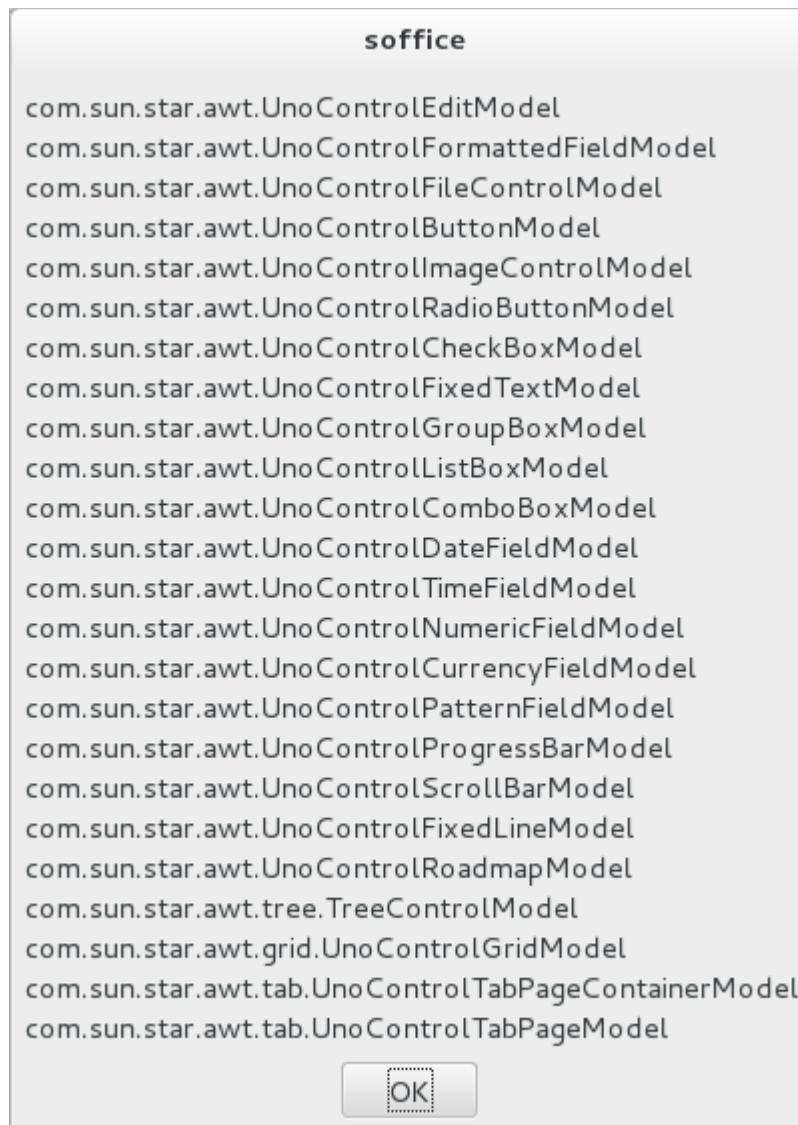 soffice
com.sun.star.awt.UnoControlEditModel
com.sun.star.awt.UnoControlFormattedFieldModel
com.sun.star.awt.UnoControlFileControlModel
com.sun.star.awt.UnoControlButtonModel
com.sun.star.awt.UnoControlImageControlModel
com.sun.star.awt.UnoControlRadioButtonModel
com.sun.star.awt.UnoControlCheckBoxModel
com.sun.star.awt.UnoControlFixedTextModel
com.sun.star.awt.UnoControlGroupBoxModel
com.sun.star.awt.UnoControlListBoxModel
com.sun.star.awt.UnoControlComboBoxModel
com.sun.star.awt.UnoControlDateFieldModel
com.sun.star.awt.UnoControlTimeFieldModel
com.sun.star.awt.UnoControlNumericFieldModel
com.sun.star.awt.UnoControlCurrencyFieldModel
com.sun.star.awt.UnoControlPatternFieldModel
com.sun.star.awt.UnoControlProgressBarModel
com.sun.star.awt.UnoControlScrollBarModel
com.sun.star.awt.UnoControlFixedLineModel
com.sun.star.awt.UnoControlRoadmapModel
com.sun.star.awt.tree.TreeControlModel
com.sun.star.awt.grid.UnoControlGridModel
com.sun.star.awt.tab.UnoControlTabPageContainerModel
com.sun.star.awt.tab.UnoControlTabPageModel
OK